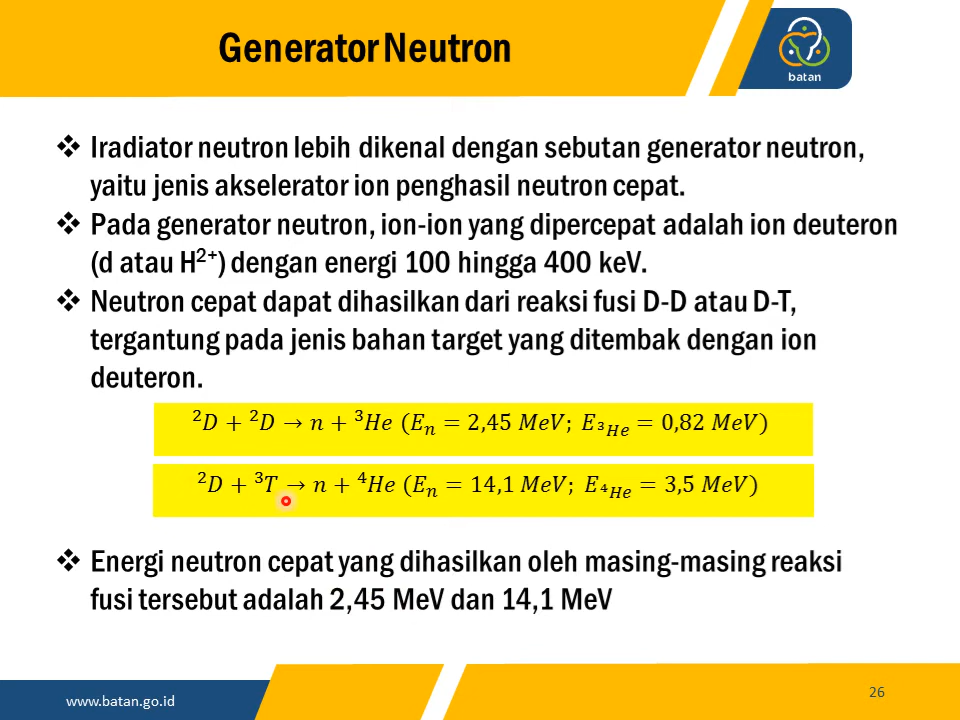 Generator Neutron
batan
❖ Iradiator neutron lebih dikenal dengan sebutan generator neutron,
yaitu jenis akselerator ion penghasil neutron cepat.
❖ Pada generator neutron, ion-ion yang dipercepat adalah ion deuteron
(d atau H²⁺) dengan energi 100 hingga 400 keV.
❖ Neutron cepat dapat dihasilkan dari reaksi fusi D-D atau D-T,
tergantung pada jenis bahan target yang ditembak dengan ion
deuteron.
²D + ²D → n + ³He (Eₙ = 2,45 MeV; E_³He = 0,82 MeV)
²D + ³T → n + ⁴He (Eₙ = 14,1 MeV; E_⁴He = 3,5 MeV)
❖ Energi neutron cepat yang dihasilkan oleh masing-masing reaksi
fusi tersebut adalah 2,45 MeV dan 14,1 MeV
www.batan.go.id
26